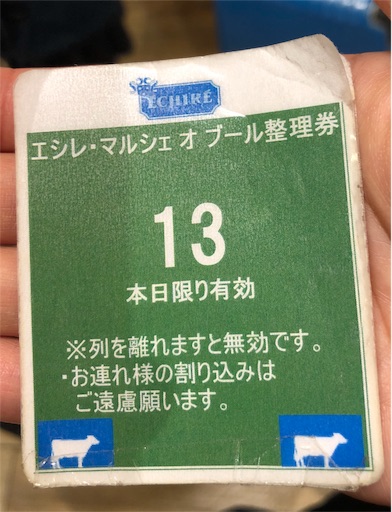 ÉCHIRÉ
エシレ・マルシェ オ ブール整理券
13
本日限り有効
※列を離れますと無効です。
・お連れ様の割り込みは
ご遠慮願います。